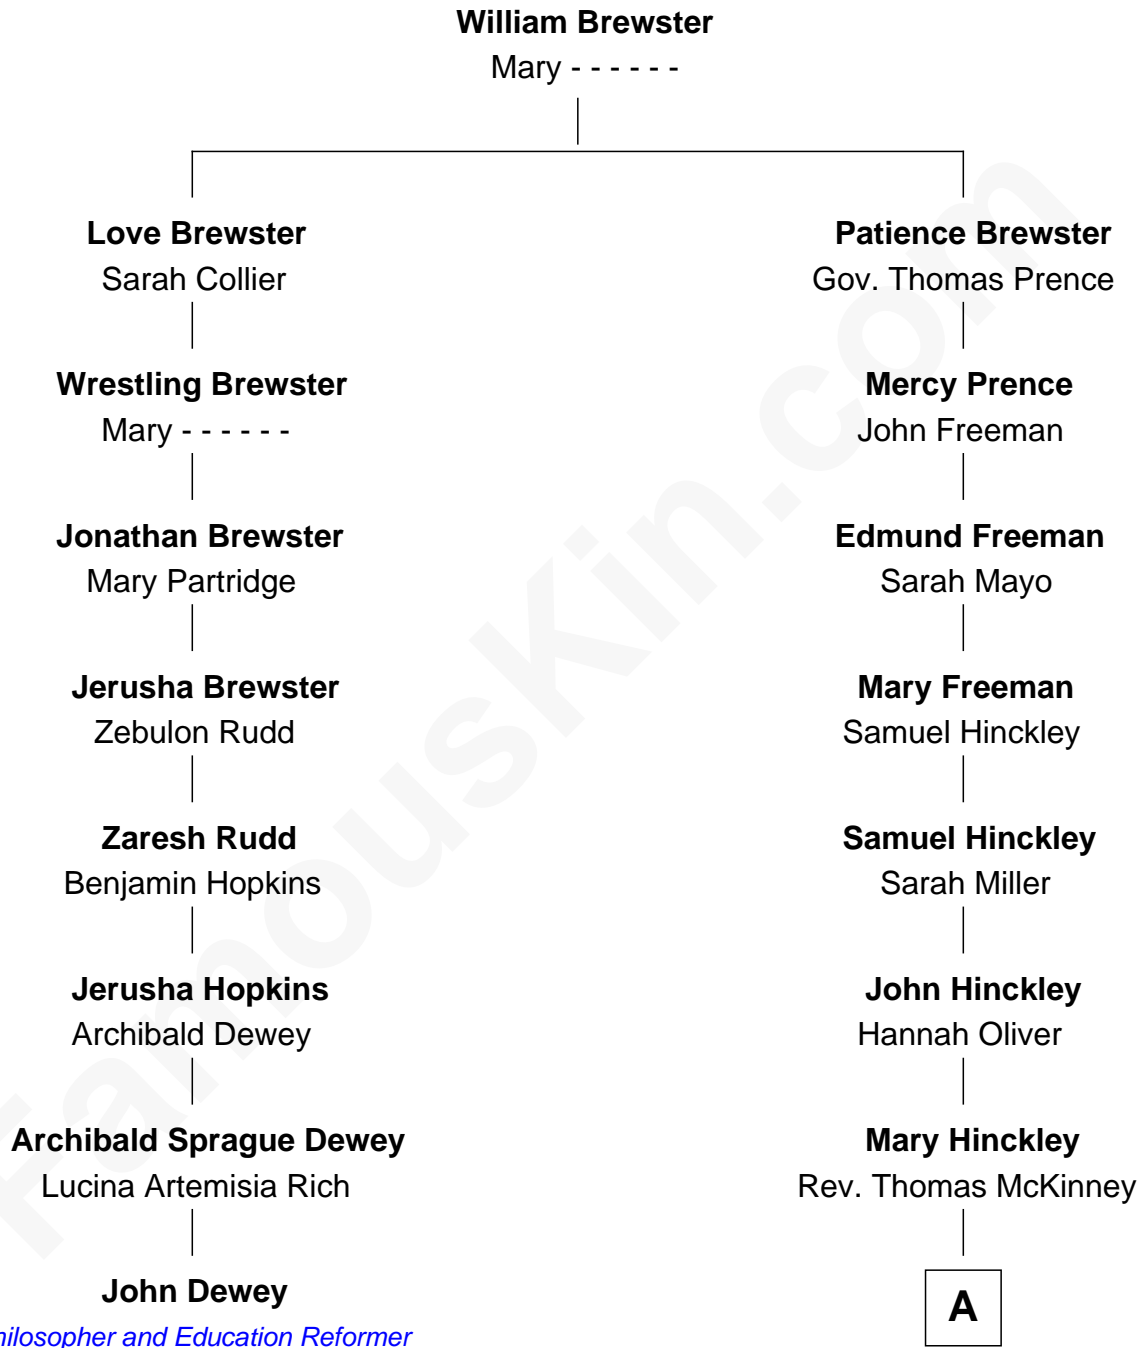 William Brewster
Mary - - - - - -
Love Brewster
Sarah Collier
Wrestling Brewster
Mary - - - - - -
Jonathan Brewster
Mary Partridge
Jerusha Brewster
Zebulon Rudd
Zaresh Rudd
Benjamin Hopkins
Jerusha Hopkins
Archibald Dewey
Archibald Sprague Dewey
Lucina Artemisia Rich
John Dewey
hilosopher and Education Reformer
Patience Brewster
Gov. Thomas Prence
Mercy Prence
John Freeman
Edmund Freeman
Sarah Mayo
Mary Freeman
Samuel Hinckley
Samuel Hinckley
Sarah Miller
John Hinckley
Hannah Oliver
Mary Hinckley
Rev. Thomas McKinney
A
FamousKin.com